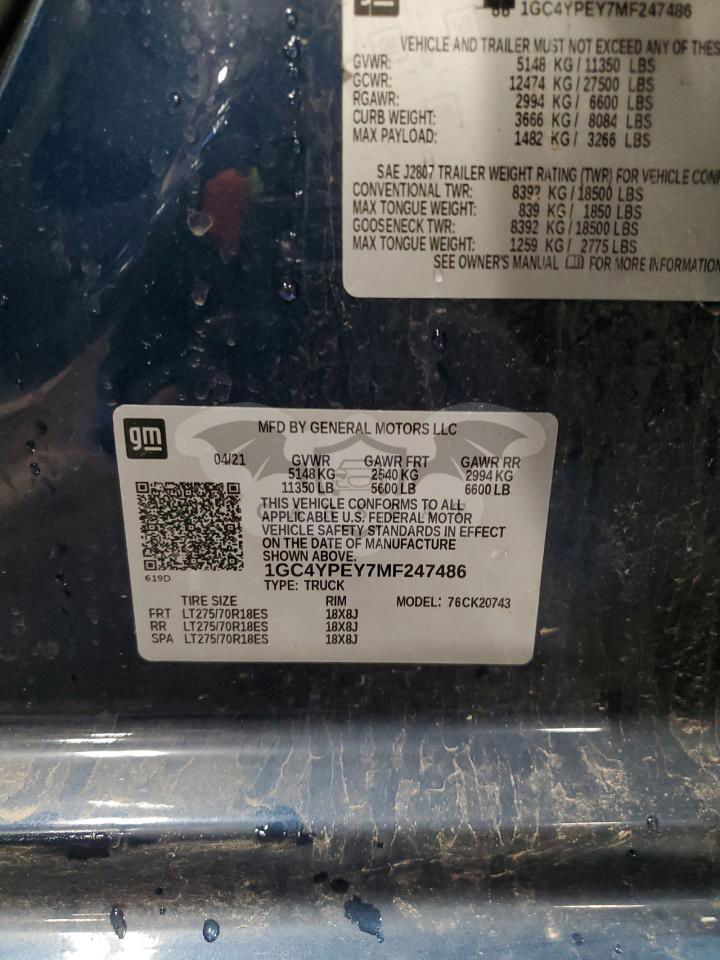 1GC4YPEY7MF247486
VEHICLE AND TRAILER MUST NOT EXCEED ANY OF THES
GVWR: 5148 KG / 11350 LBS
GCWR: 12474 KG / 27500 LBS
RGAWR: 2994 KG / 6600 LBS
CURB WEIGHT: 3666 KG / 8084 LBS
MAX PAYLOAD: 1482 KG / 3266 LBS
SAE J2807 TRAILER WEIGHT RATING (TWR) FOR VEHICLE CONF
CONVENTIONAL TWR: 8392 KG / 18500 LBS
MAX TONGUE WEIGHT: 839 KG / 1850 LBS
GOOSENECK TWR: 8392 KG / 18500 LBS
MAX TONGUE WEIGHT: 1259 KG / 2775 LBS
SEE OWNER'S MANUAL FOR MORE INFORMATION
gm
MFD BY GENERAL MOTORS LLC
04/21 GVWR GAWR FRT GAWR RR
5148 KG 2540 KG 2994 KG
11350 LB 5600 LB 6600 LB
THIS VEHICLE CONFORMS TO ALL
APPLICABLE U.S. FEDERAL MOTOR
VEHICLE SAFETY STANDARDS IN EFFECT
ON THE DATE OF MANUFACTURE
SHOWN ABOVE.
619D
1GC4YPEY7MF247486
TYPE: TRUCK
TIRE SIZE RIM MODEL: 76CK20743
FRT LT275/70R18ES 18X8J
RR LT275/70R18ES 18X8J
SPA LT275/70R18ES 18X8J